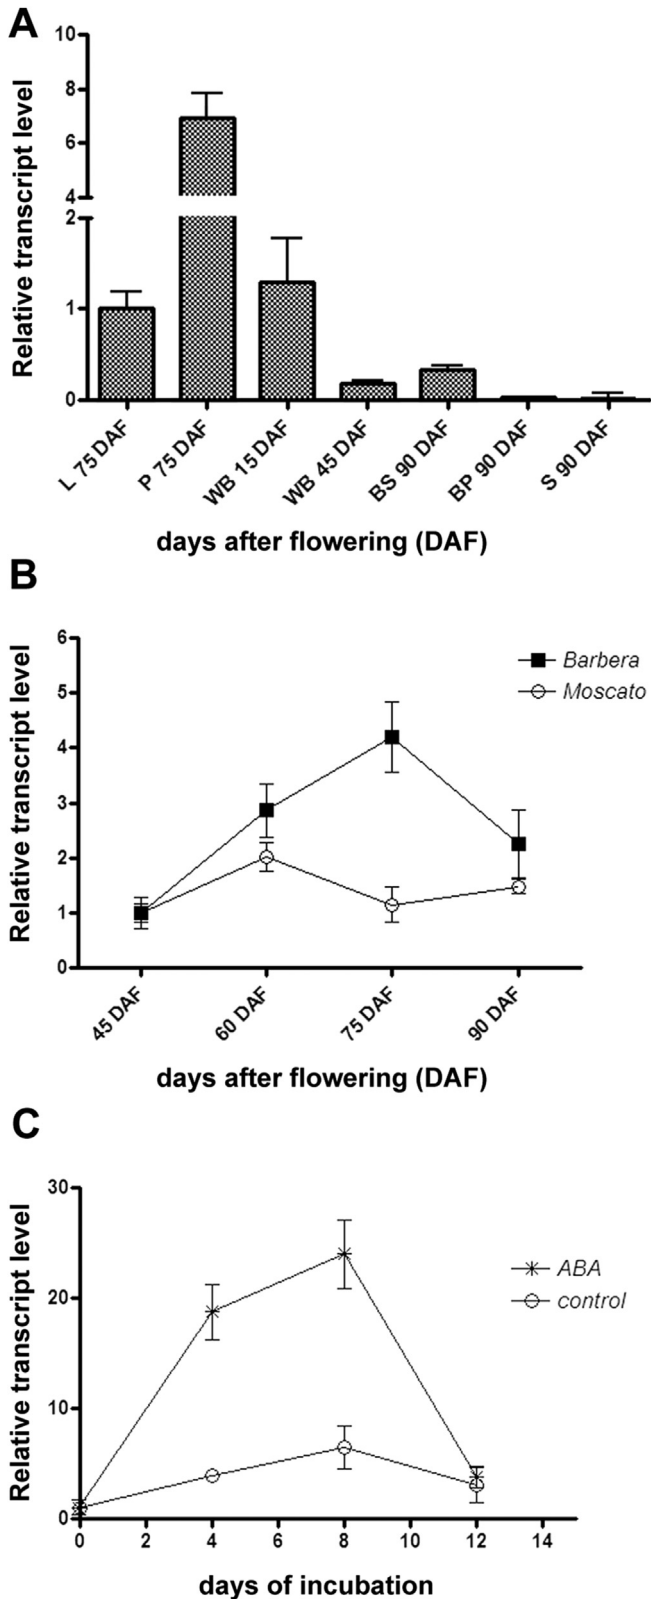 A
Relative transcript level
10
8
6
4
2
1
0
L 75 DAF
P 75 DAF
WB 15 DAF
WB 45 DAF
BS 90 DAF
BP 90 DAF
S 90 DAF
days after flowering (DAF)
B
Relative transcript level
6
5
4
3
2
1
0
Barbera
Moscato
45 DAF
60 DAF
75 DAF
90 DAF
days after flowering (DAF)
C
Relative transcript level
30
20
10
0
ABA
control
0 2 4 6 8 10 12 14
days of incubation